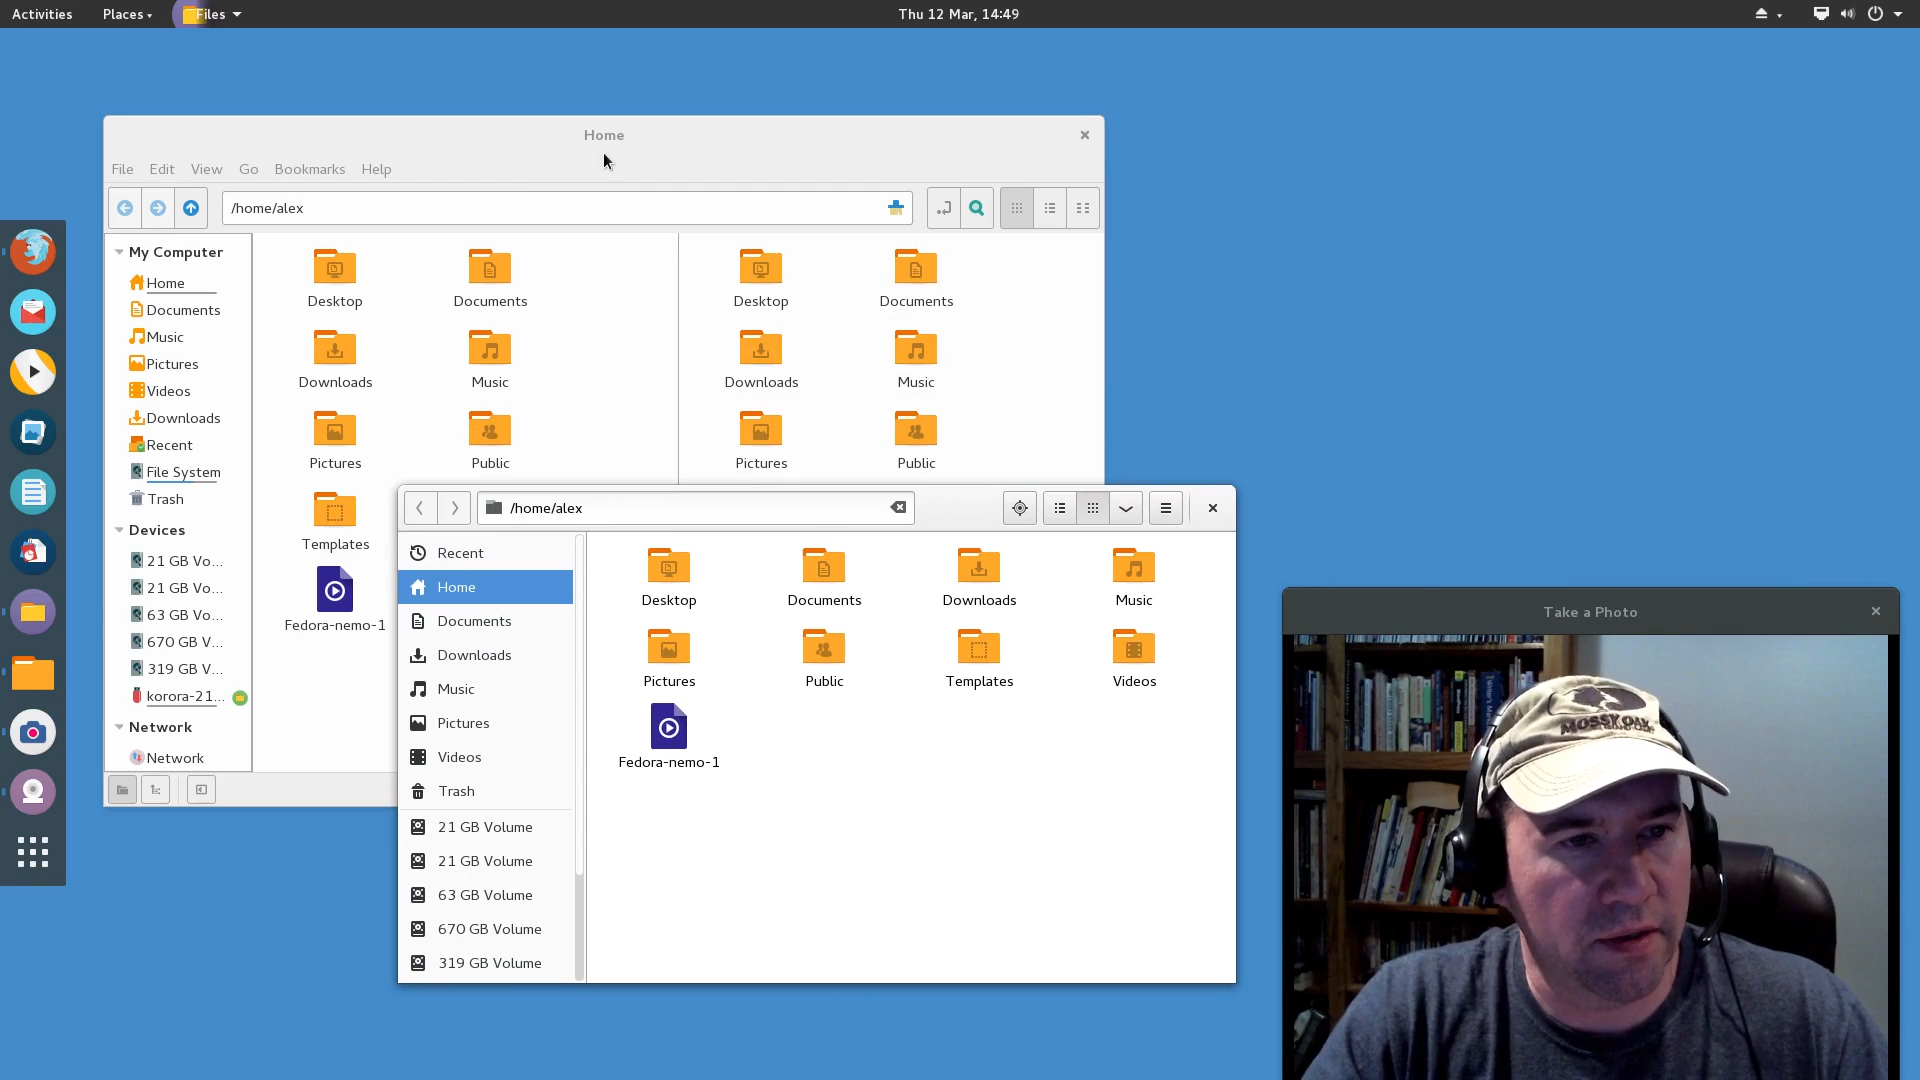 Activities Places Files Thu 12 Mar, 14:49
Home
File Edit View Go Bookmarks Help
/home/alex
My Computer
Home
Documents
Music
Pictures
Videos
Downloads
Recent
File System
Trash
Devices
21 GB Vo...
21 GB Vo...
63 GB Vo...
670 GB V...
319 GB V...
korora-21...
Network
Network
Desktop Documents
Downloads Music
Pictures Public
Templates
Fedora-nemo-1
Desktop Documents
Downloads Music
Pictures Public
/home/alex
Recent
Home
Documents
Downloads
Music
Pictures
Videos
Trash
21 GB Volume
21 GB Volume
63 GB Volume
670 GB Volume
319 GB Volume
Desktop Documents Downloads Music
Pictures Public Templates Videos
Fedora-nemo-1
Take a Photo
MOSSY OAK